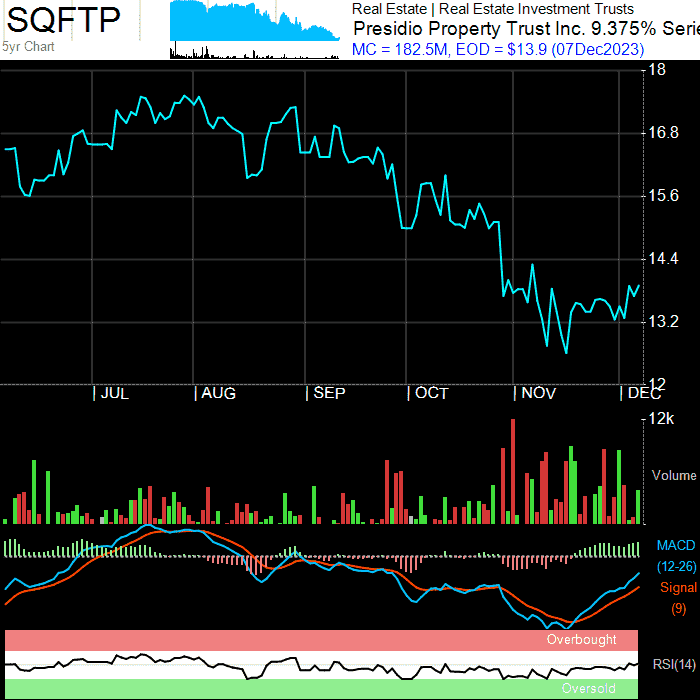 SQFTP
5yr Chart
Real Estate | Real Estate Investment Trusts
Presidio Property Trust Inc. 9.375% Serie
MC = 182.5M, EOD = $13.9 (07Dec2023)
18
16.8
15.6
14.4
13.2
12
JUL
AUG
SEP
OCT
NOV
DEC
12k
Volume
MACD
(12-26)
Signal
(9)
Overbought
RSI(14)
Oversold